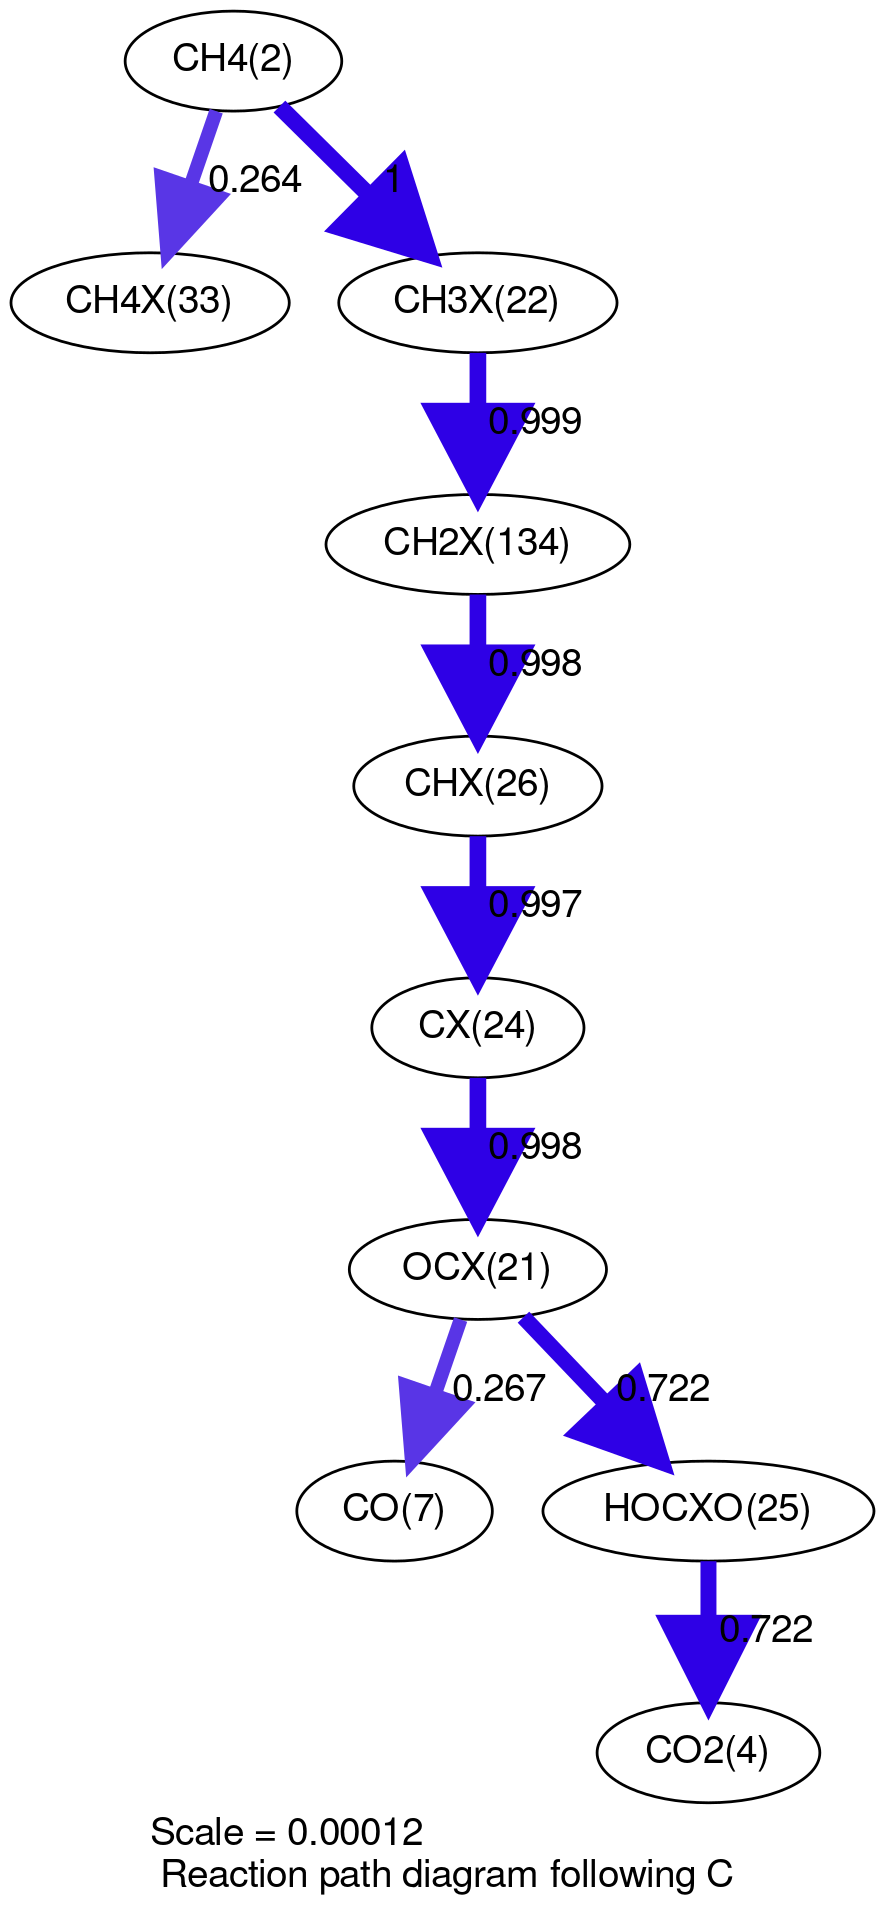 CH4(2)
0.264
1
CH4X(33)
CH3X(22)
0.999
CH2X(134)
0.998
CHX(26)
0.997
CX(24)
0.998
OCX(21)
0.267
0.722
CO(7)
HOCXO(25)
0.722
CO2(4)
Scale = 0.00012
Reaction path diagram following C